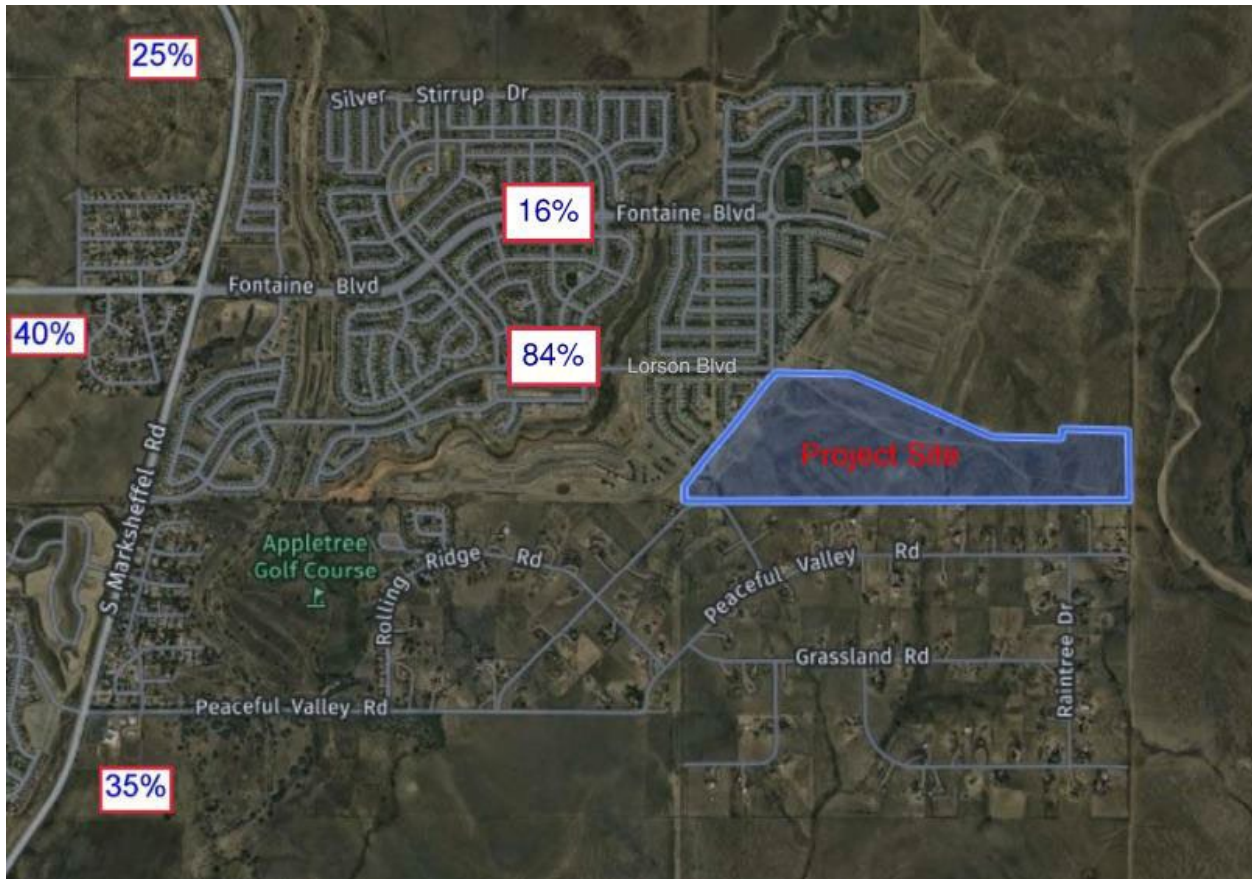 25%
Silver Stirrup Dr
16%
Fontaine Blvd
Fontaine Blvd
40%
84%
Lorson Blvd
Project Site
S Marksheffel Rd
Appletree
Golf Course
Rolling Ridge Rd
Peaceful Valley Rd
Grassland Rd
Raintree Dr
Peaceful Valley Rd
35%